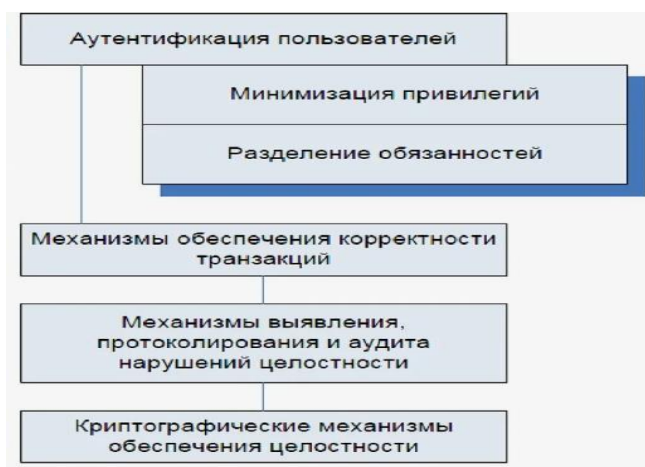 Аутентификация пользователей
Минимизация привилегий
Разделение обязанностей
Механизмы обеспечения корректности
транзакций
Механизмы выявления,
протоколирования и аудита
нарушений целостности
Криптографические механизмы
обеспечения целостности